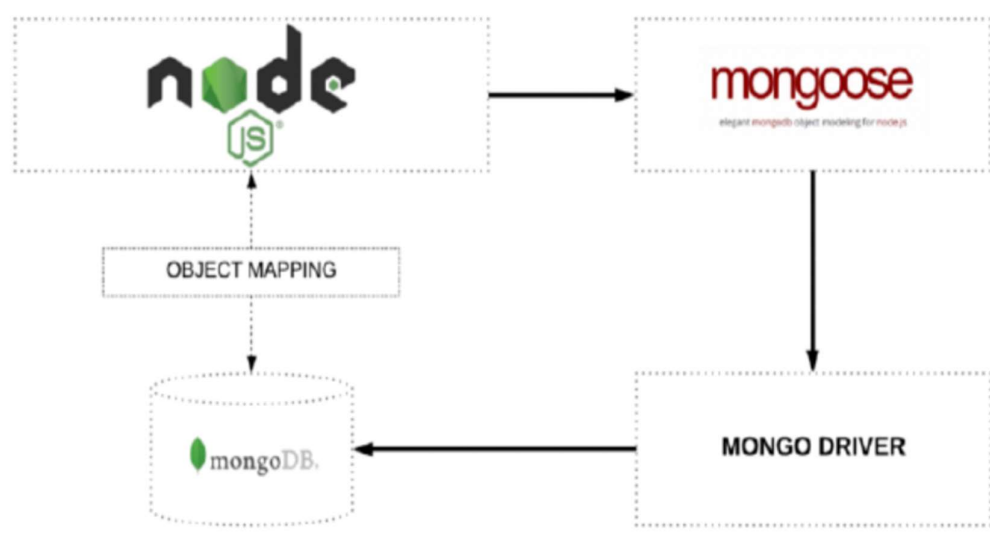 node
JS®
mongoose
elegant mongodb object modeling for node.js
OBJECT MAPPING
mongoDB.
MONGO DRIVER